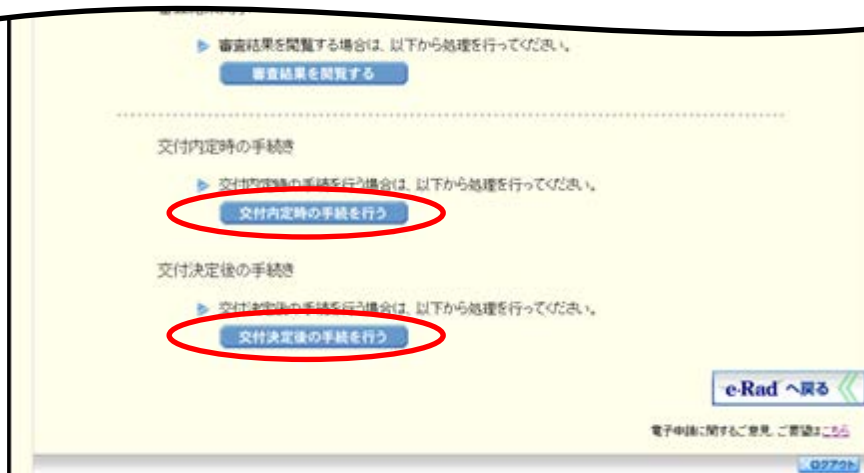 審査結果を閲覧する場合は、以下から処理を行ってください。
審査結果を閲覧する
交付内定時の手続き
交付内定時の手続を行う場合は、以下から処理を行ってください。
交付内定時の手続を行う
交付決定後の手続き
交付決定後の手続を行う場合は、以下から処理を行ってください。
交付決定後の手続を行う
e-Rad へ戻る
電子申請に関するご意見、ご要望はこちら
ログアウト